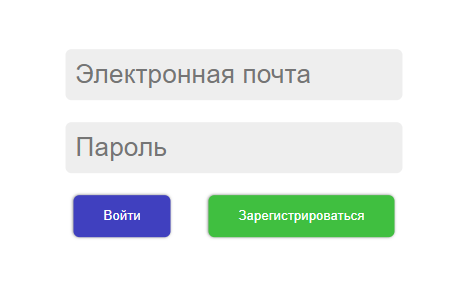 Электронная почта
Пароль
Войти
Зарегистрироваться